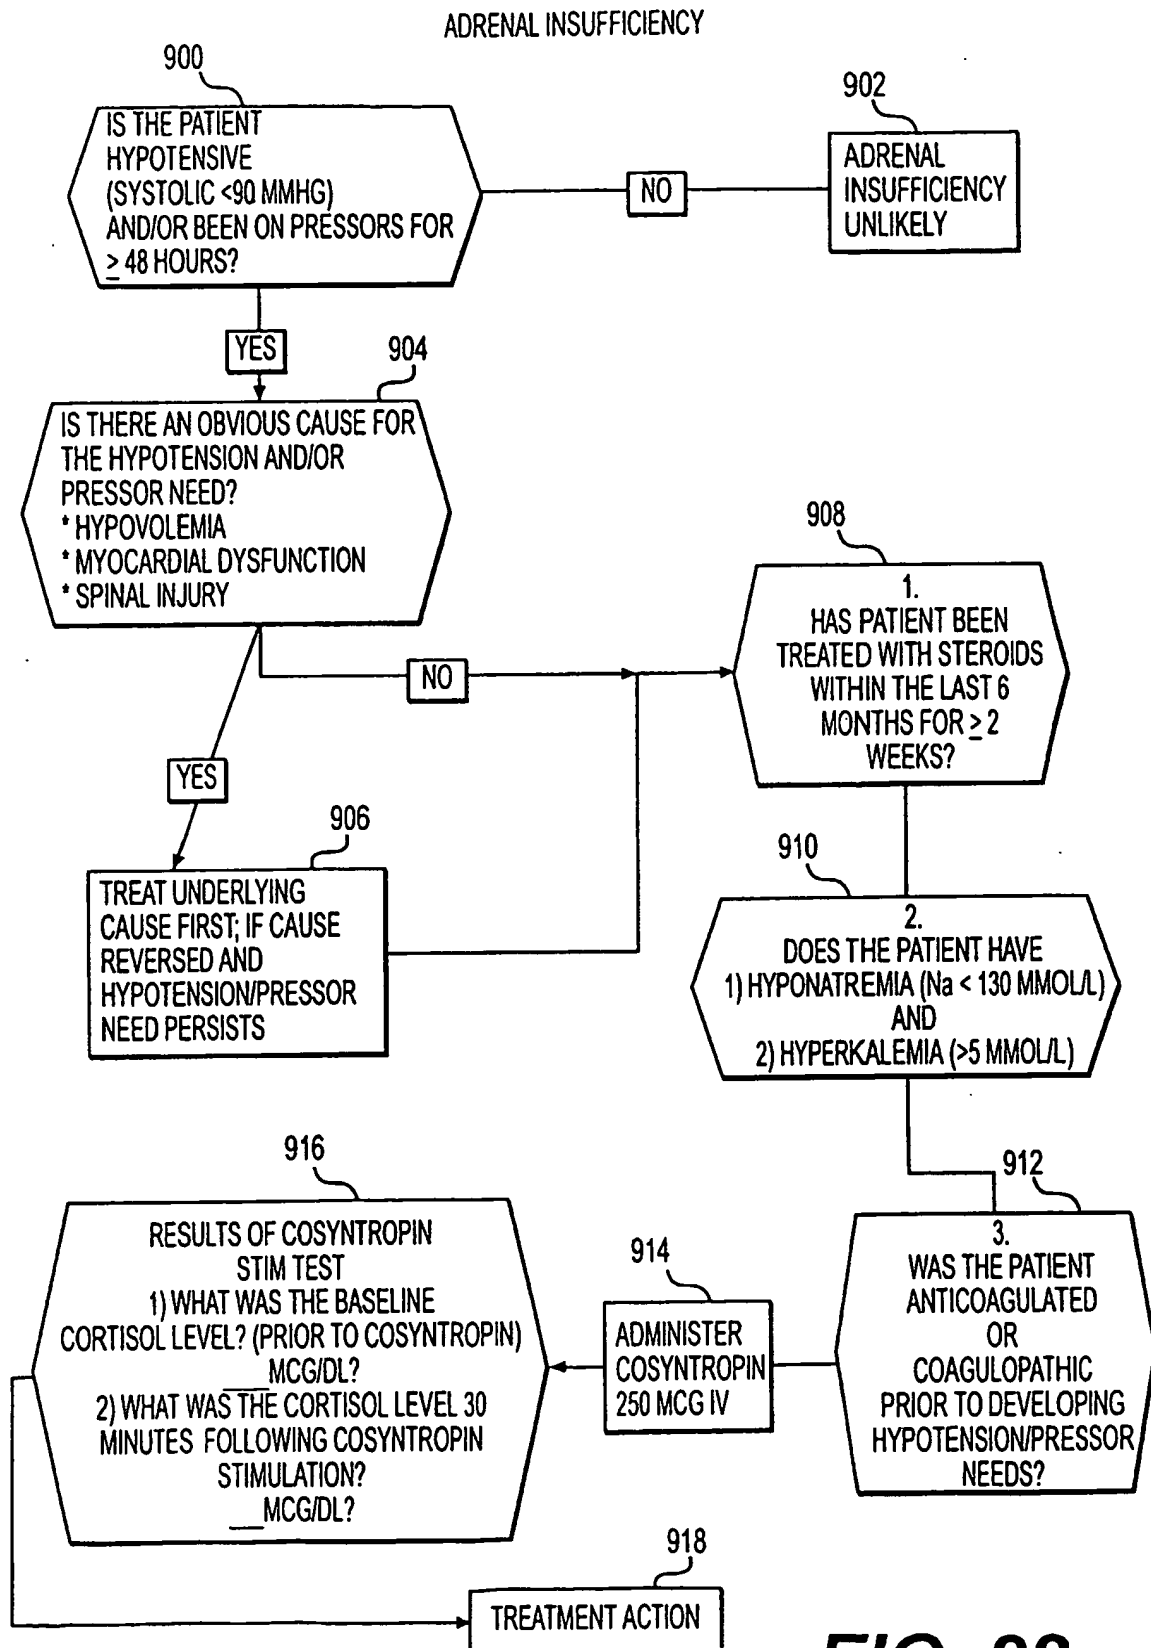 ADRENAL INSUFFICIENCY
900
IS THE PATIENT
HYPOTENSIVE
(SYSTOLIC <90 MMHG)
AND/OR BEEN ON PRESSORS FOR
≥ 48 HOURS?
NO
902
ADRENAL
INSUFFICIENCY
UNLIKELY
YES
904
IS THERE AN OBVIOUS CAUSE FOR
THE HYPOTENSION AND/OR
PRESSOR NEED?
* HYPOVOLEMIA
* MYOCARDIAL DYSFUNCTION
* SPINAL INJURY
NO
YES
906
TREAT UNDERLYING
CAUSE FIRST; IF CAUSE
REVERSED AND
HYPOTENSION/PRESSOR
NEED PERSISTS
908
1.
HAS PATIENT BEEN
TREATED WITH STEROIDS
WITHIN THE LAST 6
MONTHS FOR ≥ 2
WEEKS?
910
2.
DOES THE PATIENT HAVE
1) HYPONATREMIA (Na < 130 MMOL/L)
AND
2) HYPERKALEMIA (>5 MMOL/L)
912
3.
WAS THE PATIENT
ANTICOAGULATED
OR
COAGULOPATHIC
PRIOR TO DEVELOPING
HYPOTENSION/PRESSOR
NEEDS?
914
ADMINISTER
COSYNTROPIN
250 MCG IV
916
RESULTS OF COSYNTROPIN
STIM TEST
1) WHAT WAS THE BASELINE
CORTISOL LEVEL? (PRIOR TO COSYNTROPIN)
___MCG/DL?
2) WHAT WAS THE CORTISOL LEVEL 30
MINUTES FOLLOWING COSYNTROPIN
STIMULATION?
___MCG/DL?
918
TREATMENT ACTION